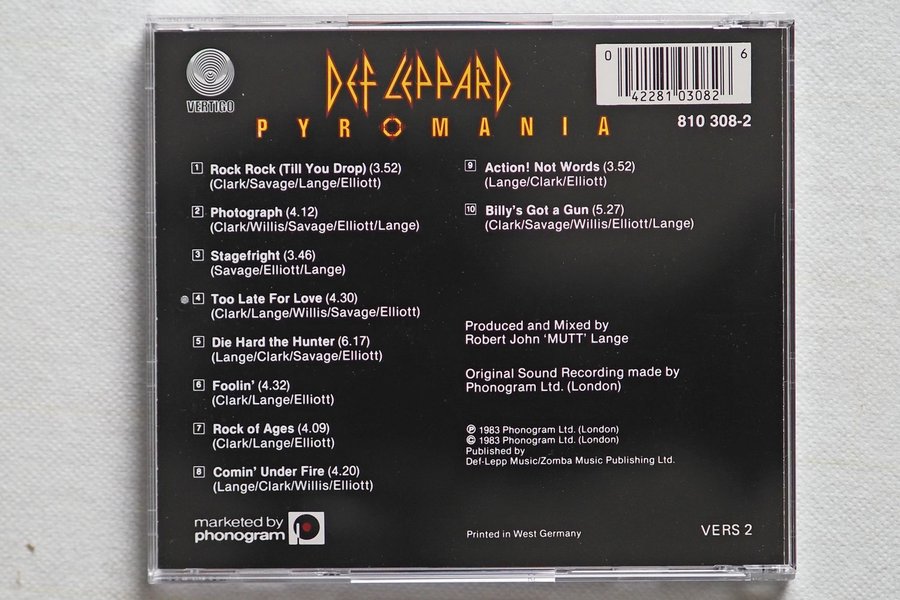 VERTIGO
DEF LEPPARD
PYROMANIA
0 42281 03082 6
810 308-2
1 Rock Rock (Till You Drop) (3.52)
(Clark/Savage/Lange/Elliott)
2 Photograph (4.12)
(Clark/Willis/Savage/Elliott/Lange)
3 Stagefright (3.46)
(Savage/Elliott/Lange)
4 Too Late For Love (4.30)
(Clark/Lange/Willis/Savage/Elliott)
5 Die Hard the Hunter (6.17)
(Lange/Clark/Savage/Elliott)
6 Foolin' (4.32)
(Clark/Lange/Elliott)
7 Rock of Ages (4.09)
(Clark/Lange/Elliott)
8 Comin' Under Fire (4.20)
(Lange/Clark/Willis/Elliott)
9 Action! Not Words (3.52)
(Lange/Clark/Elliott)
10 Billy's Got a Gun (5.27)
(Clark/Savage/Willis/Elliott/Lange)
Produced and Mixed by
Robert John 'MUTT' Lange
Original Sound Recording made by
Phonogram Ltd. (London)
℗ 1983 Phonogram Ltd. (London)
© 1983 Phonogram Ltd. (London)
Published by
Def-Lepp Music/Zomba Music Publishing Ltd.
marketed by
phonogram
Printed in West Germany
VERS 2